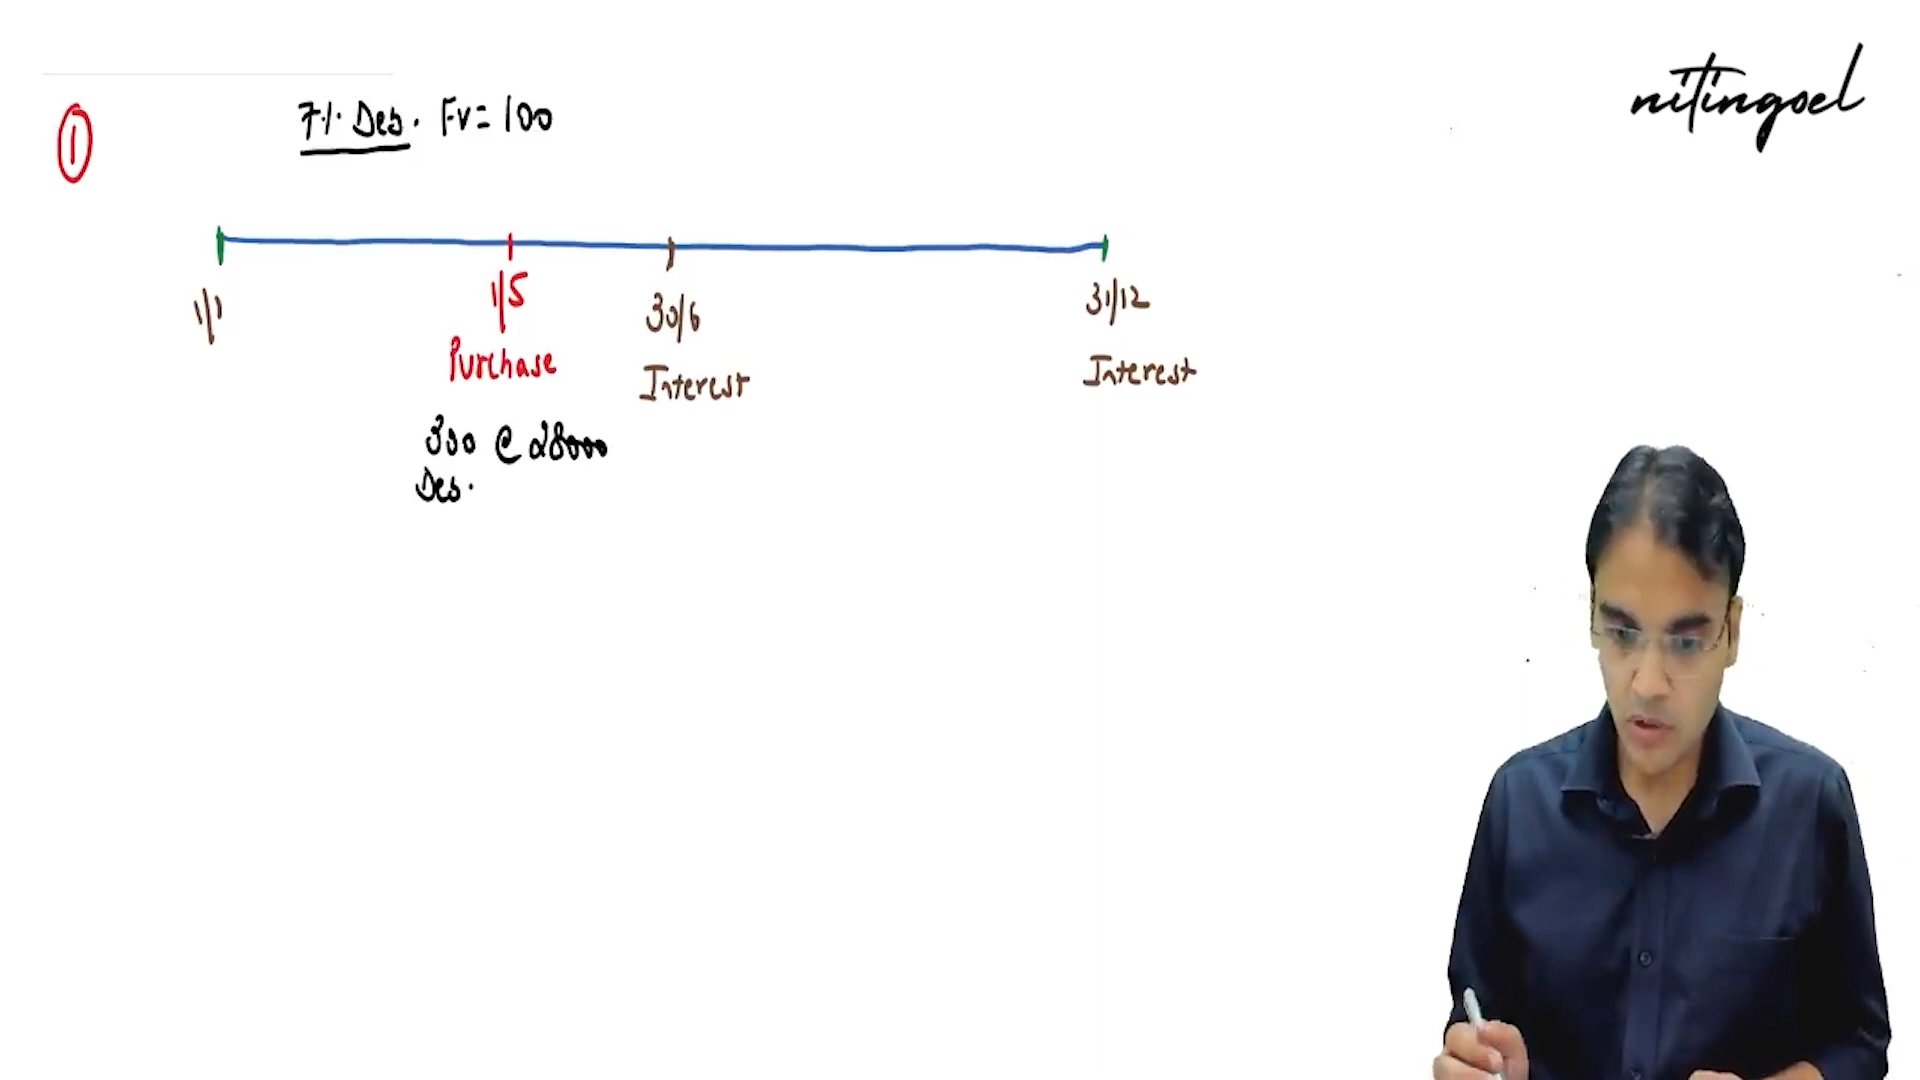 nitingoel
①
7% Deb. FV = 100
1/1
1/5
30/6
31/12
Purchase
Interest
Interest
300 @ 28000
Deb.